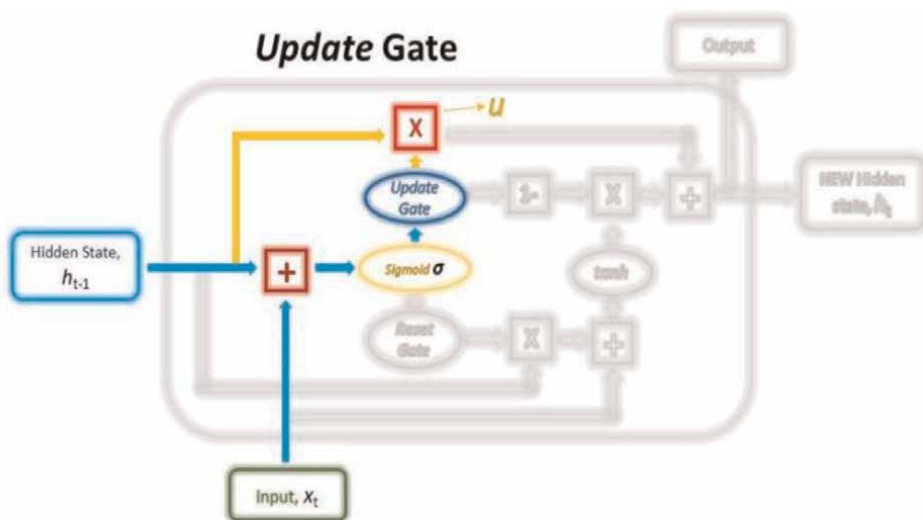 Update Gate
Output
X
u
Update
Gate
1-
X
+
NEW Hidden
state, hₜ
Hidden State,
hₜ₋₁
+
Sigmoid σ
tanh
Reset
Gate
X
+
Input, xₜ